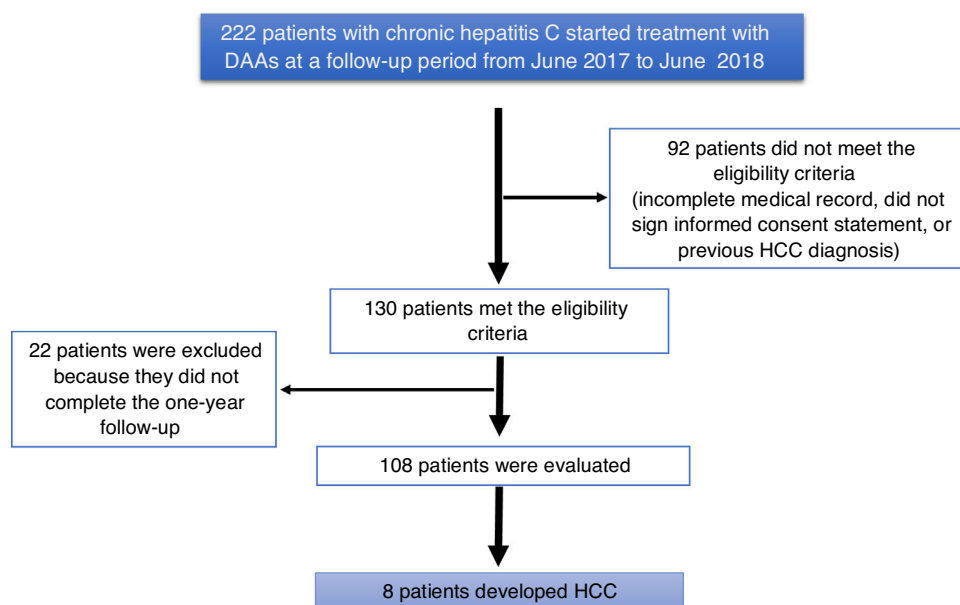 222 patients with chronic hepatitis C started treatment with
DAAs at a follow-up period from June 2017 to June 2018
92 patients did not meet the
eligibility criteria
(incomplete medical record, did not
sign informed consent statement, or
previous HCC diagnosis)
130 patients met the eligibility
criteria
22 patients were excluded
because they did not
complete the one-year
follow-up
108 patients were evaluated
8 patients developed HCC